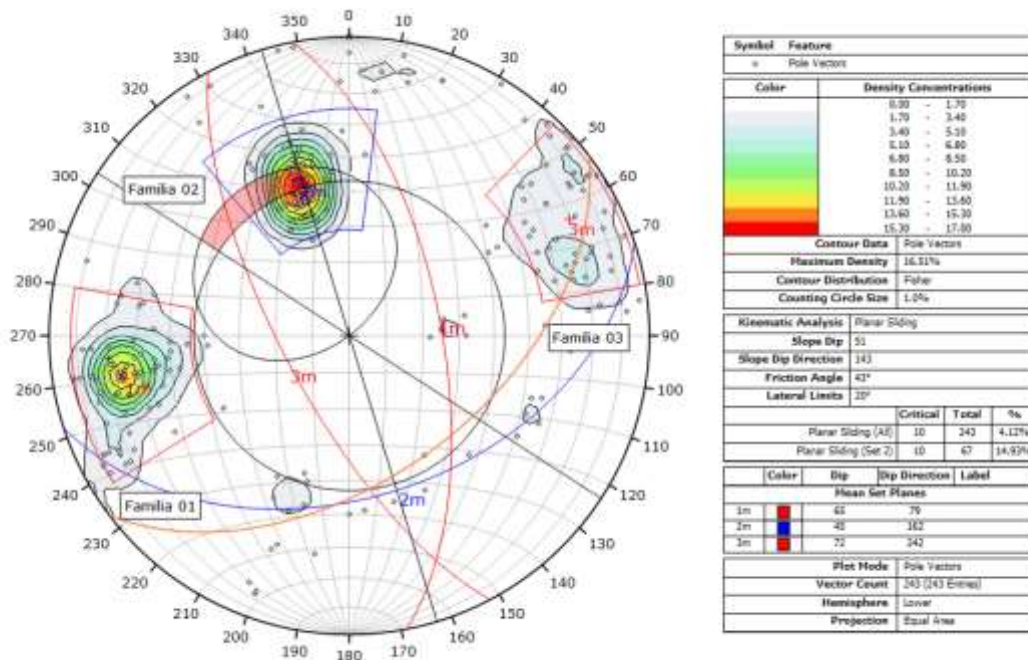 350 0 10
340 20
330 30
320 40
310 50
300 60
290 70
280 80
270 90
260 100
250 110
240 120
230 130
220 140
210 150
200 160
190 180 170
Familia 02
Familia 03
Familia 01
1m
2m
3m
3m
Symbol Feature
Pole Vectors
Color Density Concentrations
0.00 - 1.70
1.70 - 3.40
3.40 - 5.10
5.10 - 6.80
6.80 - 8.50
8.50 - 10.20
10.20 - 11.90
11.90 - 13.60
13.60 - 15.30
15.30 - 17.00
Contour Data Pole Vectors
Maximum Density 16.51%
Contour Distribution Fisher
Counting Circle Size 1.0%
Kinematic Analysis Planar Sliding
Slope Dip 51
Slope Dip Direction 143
Friction Angle 43°
Lateral Limits 20°
Critical Total %
Planar Sliding (All) 10 243 4.12%
Planar Sliding (Set 2) 10 67 14.93%
Color Dip Dip Direction Label
Mean Set Planes
1m 65 79
2m 45 162
3m 72 242
Plot Mode Pole Vectors
Vector Count 243 (243 Entries)
Hemisphere Lower
Projection Equal Area